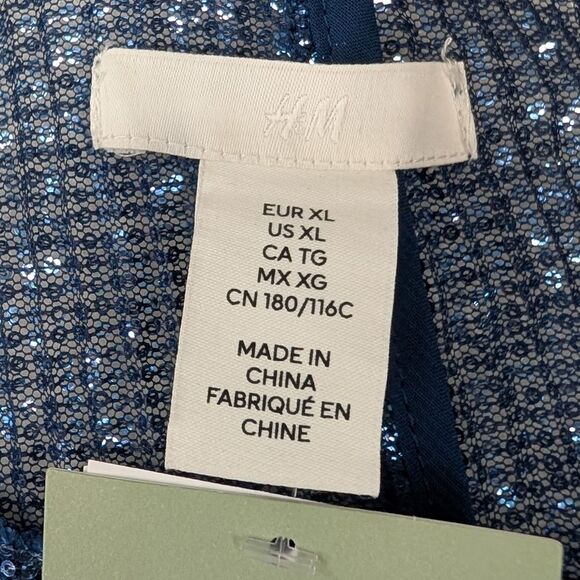 H&M
EUR XL
US XL
CA TG
MX XG
CN 180/116C
MADE IN
CHINA
FABRIQUÉ EN
CHINE